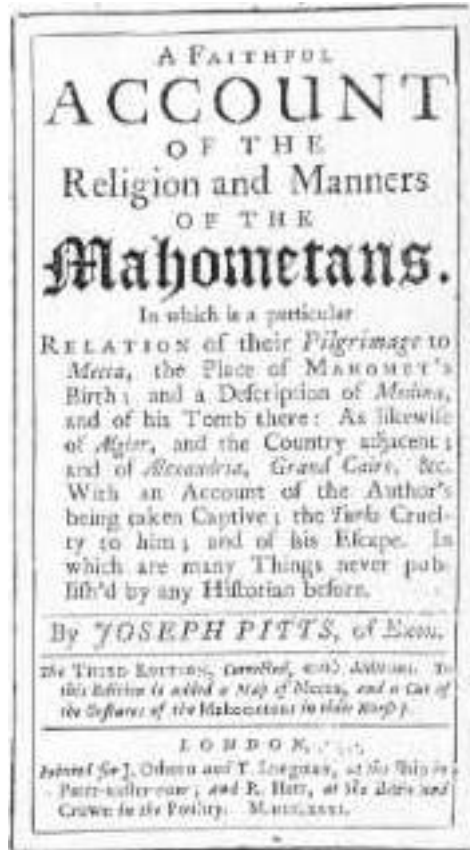 A FAITHFUL
ACCOUNT
OF THE
Religion and Manners
OF THE
Mahometans.
In which is a particular
RELATION of their Pilgrimage to
Mecca, the Place of MAHOMET's
Birth; and a Deſcription of Medina,
and of his Tomb there: As likewiſe
of Algier, and the Country adjacent;
and of Alexandria, Grand Cairo, &c.
With an Account of the Author's
being taken Captive; the Turks Cruel-
ty to him; and of his Eſcape. In
which are many Things never pub-
liſh'd by any Hiſtorian before.
By JOSEPH PITTS, of Exon.
The THIRD EDITION, Corrected, with Additions. To
this Edition is added a Map of Mecca, and a Cut of
the Geſtures of the Mahometans in their Worſhip.
LONDON,
Printed for J. Osborn and T. Longman, at the Ship in
Pater-noſter-row; and R. Hett, at the and
Crown in the Poultry. M.DCC.XXXI.